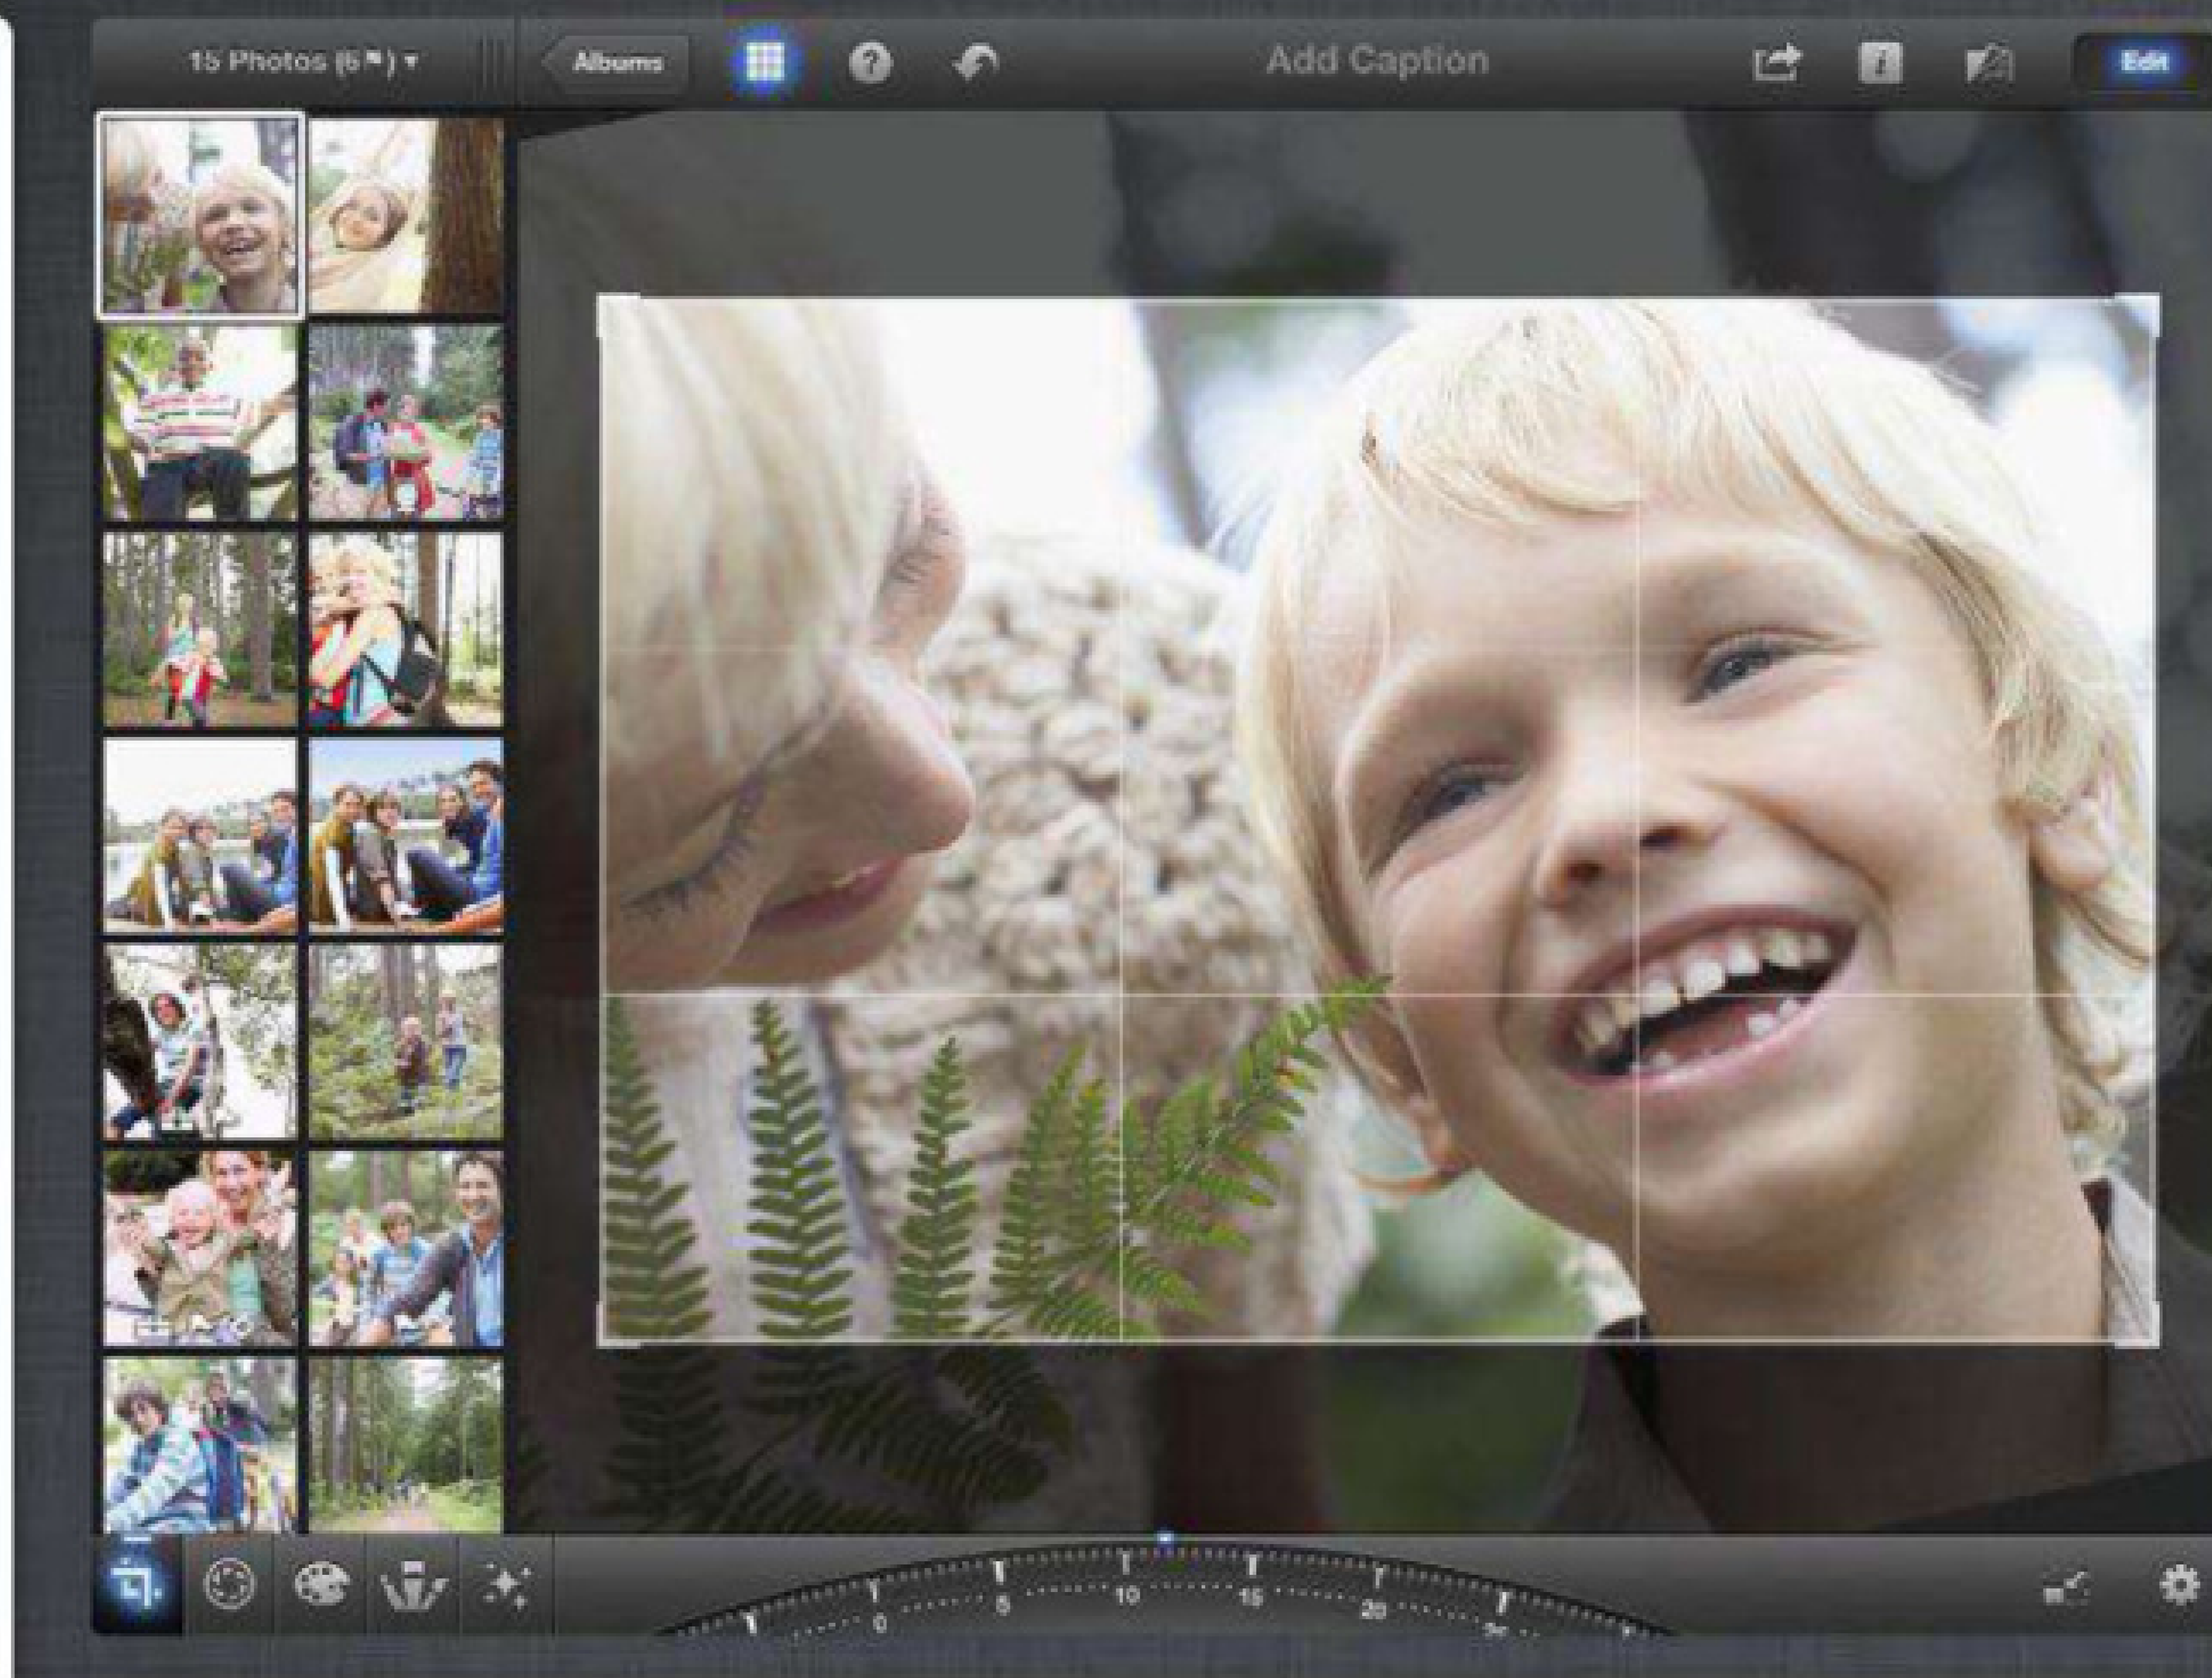 15 Photos (6⚑) ▾
Albums
?
Add Caption
i
Edit
0
5
10
15
20